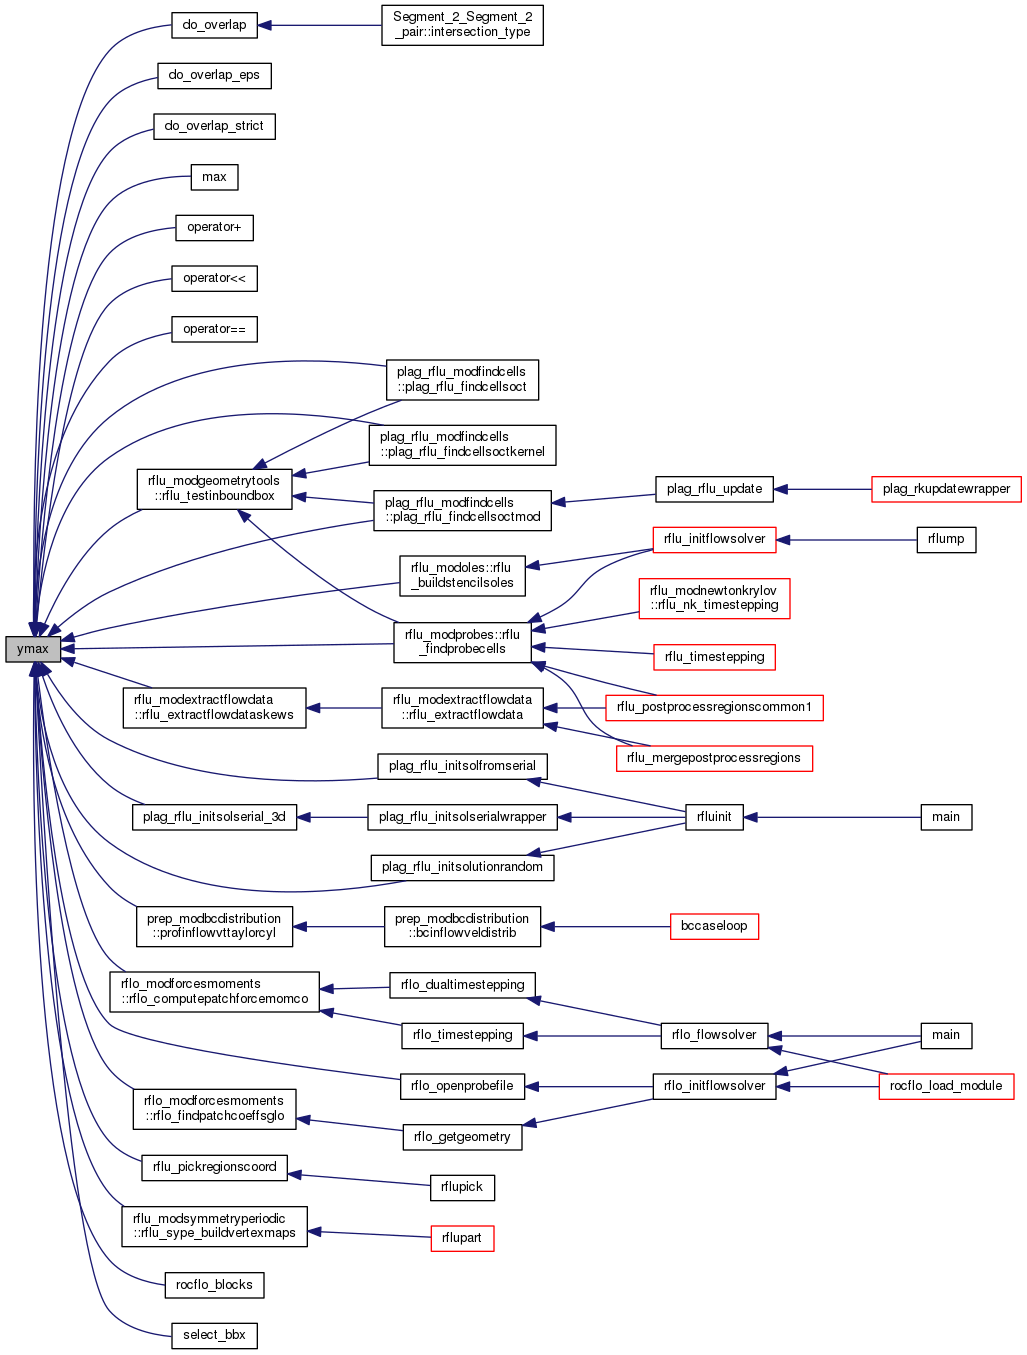 do_overlap
Segment_2_Segment_2
_pair::intersection_type
do_overlap_eps
do_overlap_strict
max
operator+
operator<<
operator==
plag_rflu_modfindcells
::plag_rflu_findcellsoct
plag_rflu_modfindcells
::plag_rflu_findcellsoctkernel
rflu_modgeometrytools
::rflu_testinboundbox
plag_rflu_modfindcells
::plag_rflu_findcellsoctmod
plag_rflu_update
plag_rkupdatewrapper
rflu_modoles::rflu
_buildstencilsoles
rflu_initflowsolver
rflump
rflu_modnewtonkrylov
::rflu_nk_timestepping
ymax
rflu_modprobes::rflu
_findprobecells
rflu_timestepping
rflu_modextractflowdata
::rflu_extractflowdataskews
rflu_modextractflowdata
::rflu_extractflowdata
rflu_postprocessregionscommon1
rflu_mergepostprocessregions
plag_rflu_initsolfromserial
plag_rflu_initsolserial_3d
plag_rflu_initsolserialwrapper
rfluinit
main
plag_rflu_initsolutionrandom
prep_modbcdistribution
::profinflowvttaylorcyl
prep_modbcdistribution
::bcinflowveldistrib
bccaseloop
rflo_modforcesmoments
::rflo_computepatchforcemomco
rflo_dualtimestepping
rflo_timestepping
rflo_flowsolver
main
rflo_openprobefile
rflo_initflowsolver
rocflo_load_module
rflo_modforcesmoments
::rflo_findpatchcoeffsglo
rflo_getgeometry
rflu_pickregionscoord
rflupick
rflu_modsymmetryperiodic
::rflu_sype_buildvertexmaps
rflupart
rocflo_blocks
select_bbx